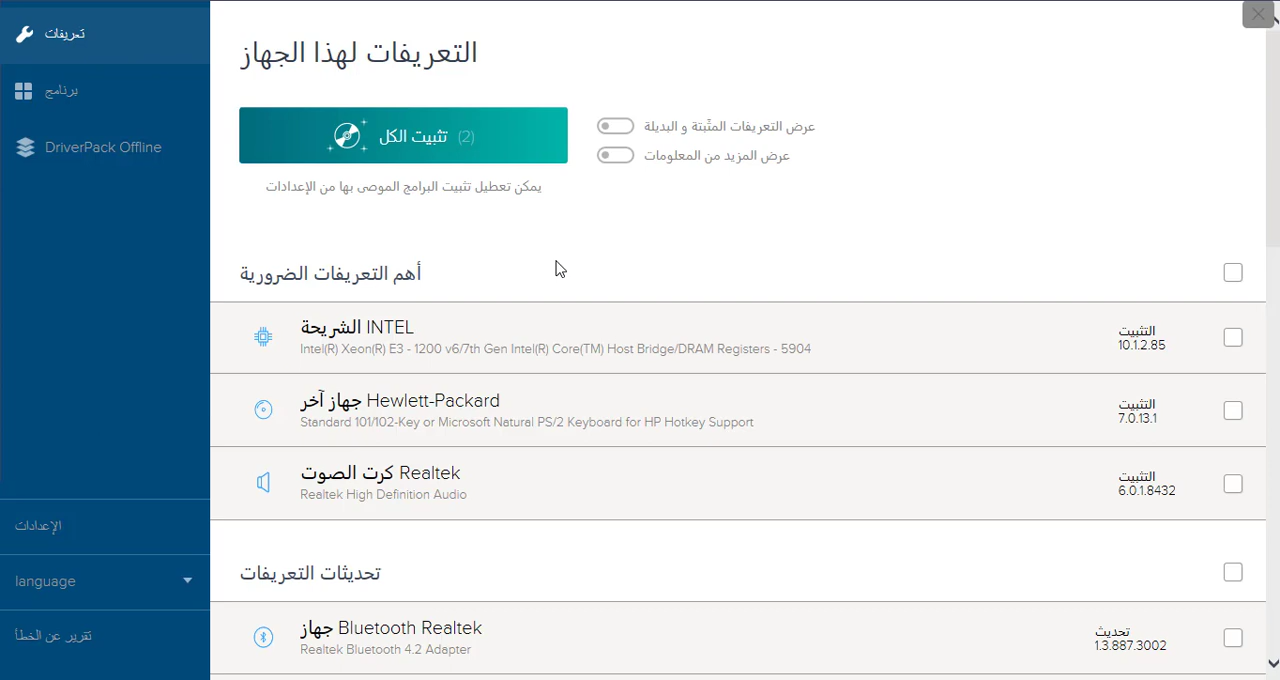 تعريفات
برنامج
DriverPack Offline
الإعدادات
language
تقرير عن الخطأ
التعريفات لهذا الجهاز
تثبيت الكل (2)
يمكن تعطيل تثبيت البرامج الموصى بها من الإعدادات
عرض التعريفات المثّبتة و البديلة
عرض المزيد من المعلومات
أهم التعريفات الضرورية
الشريحة INTEL
Intel(R) Xeon(R) E3 - 1200 v6/7th Gen Intel(R) Core(TM) Host Bridge/DRAM Registers - 5904
التثبيت
10.1.2.85
جهاز آخر Hewlett-Packard
Standard 101/102-Key or Microsoft Natural PS/2 Keyboard for HP Hotkey Support
التثبيت
7.0.13.1
كرت الصوت Realtek
Realtek High Definition Audio
التثبيت
6.0.1.8432
تحديثات التعريفات
جهاز Bluetooth Realtek
Realtek Bluetooth 4.2 Adapter
تحديث
1.3.887.3002